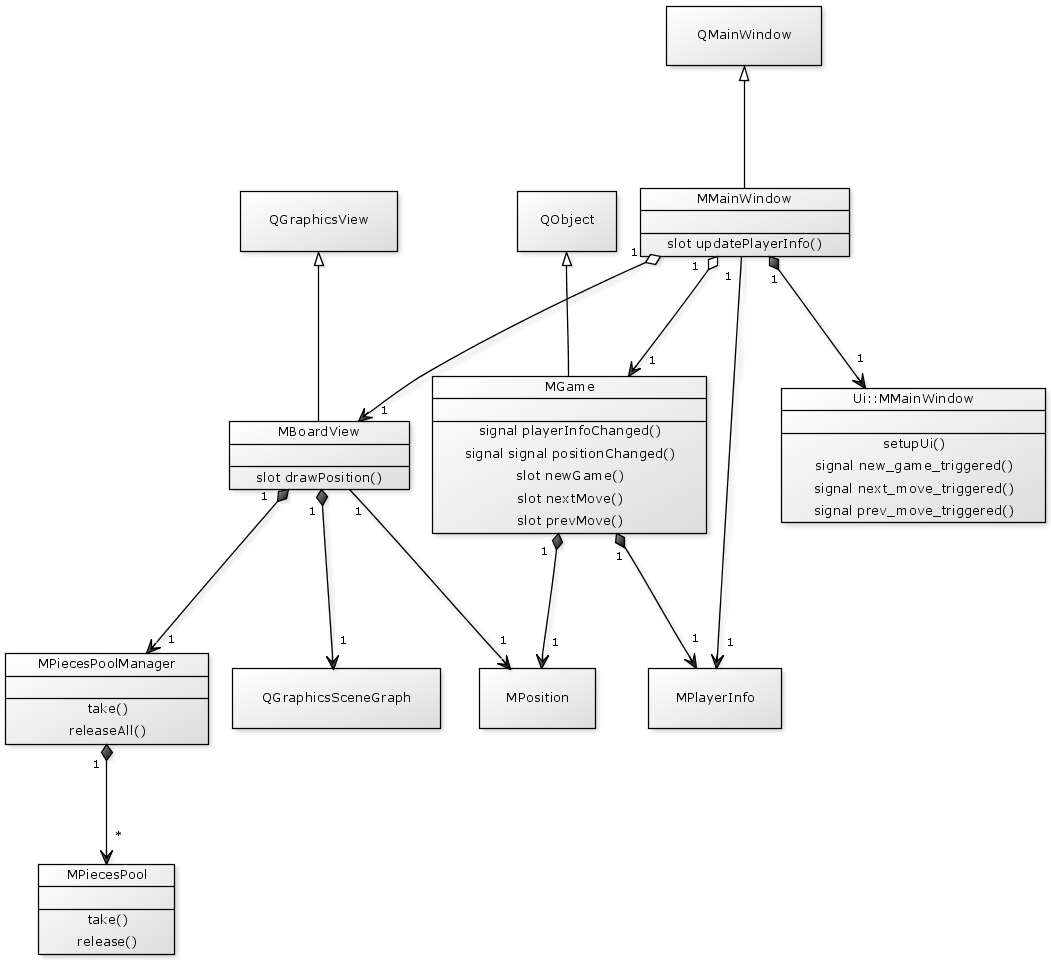 QMainWindow
MMainWindow
slot updatePlayerInfo()
QGraphicsView
QObject
1
1
1
1
1
1
1
MGame
signal playerInfoChanged()
signal signal positionChanged()
slot newGame()
slot nextMove()
slot prevMove()
Ui::MMainWindow
setupUi()
signal new_game_triggered()
signal next_move_triggered()
signal prev_move_triggered()
MBoardView
slot drawPosition()
1
1
1
1
1
1
1
1
1
1
1
MPiecesPoolManager
take()
releaseAll()
QGraphicsSceneGraph
MPosition
MPlayerInfo
1
*
MPiecesPool
take()
release()